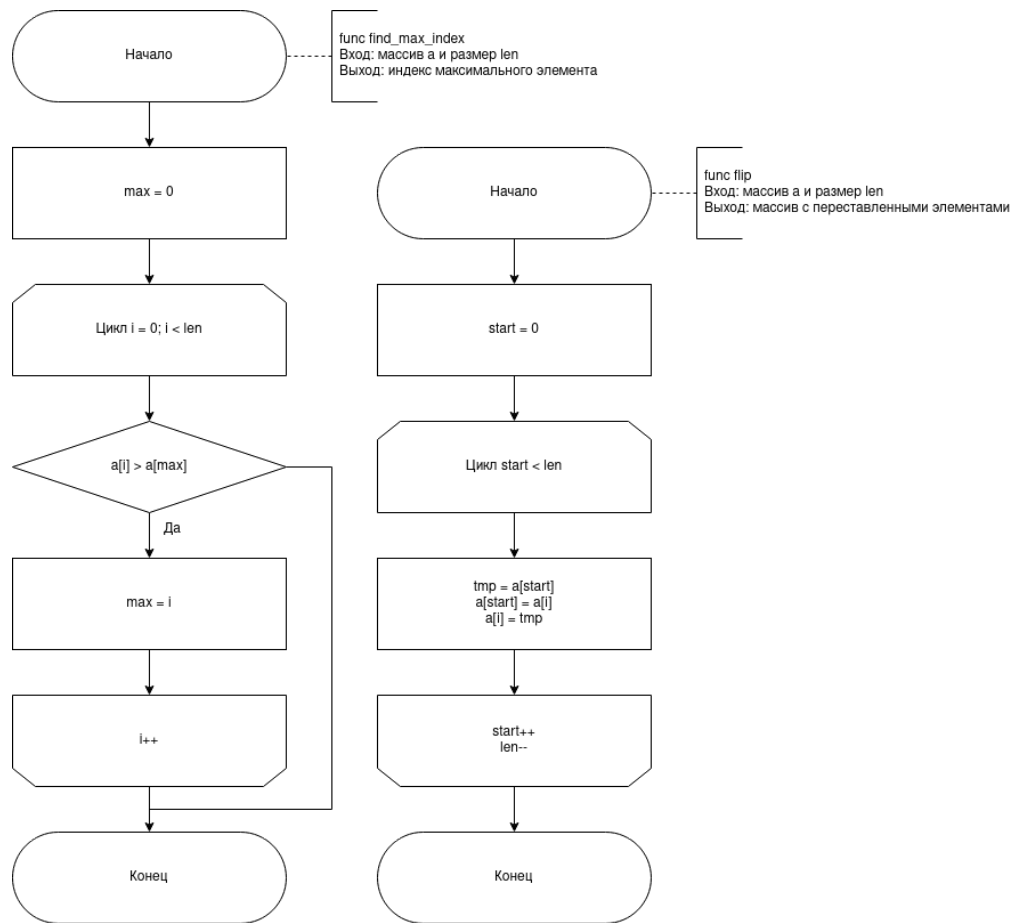 Начало
func find_max_index
Вход: массив a и размер len
Выход: индекс максимального элемента
max = 0
Цикл i = 0; i < len
a[i] > a[max]
Да
max = i
i++
Конец
Начало
func flip
Вход: массив a и размер len
Выход: массив с переставленными элементами
start = 0
Цикл start < len
tmp = a[start]
a[start] = a[i]
a[i] = tmp
start++
len--
Конец